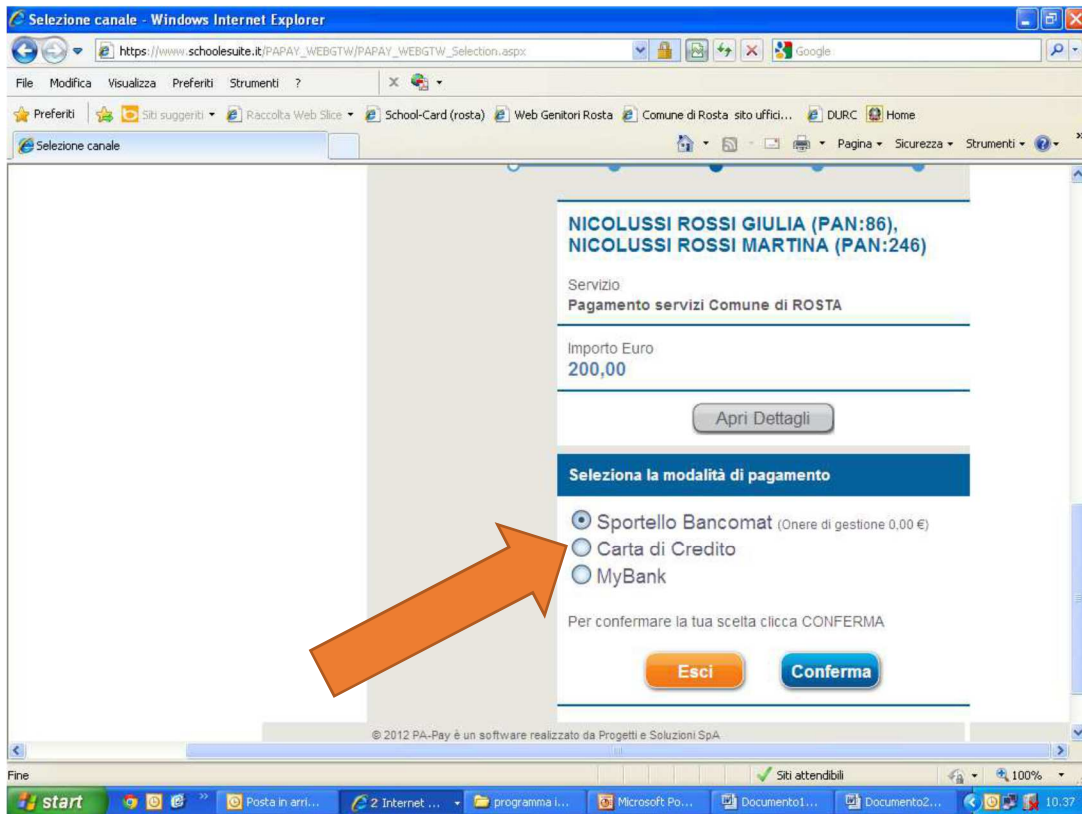 Selezione canale - Windows Internet Explorer
https://www.schoolesuite.it/PAPAY_WEBGTW/PAPAY_WEBGTW_Selection.aspx
Google
File Modifica Visualizza Preferiti Strumenti ?
Preferiti Siti suggeriti Raccolta Web Slice School-Card (rosta) Web Genitori Rosta Comune di Rosta sito uffici... DURC Home
Selezione canale Pagina Sicurezza Strumenti
NICOLUSSI ROSSI GIULIA (PAN:86),
NICOLUSSI ROSSI MARTINA (PAN:246)
Servizio
Pagamento servizi Comune di ROSTA
Importo Euro
200,00
Apri Dettagli
Seleziona la modalità di pagamento
Sportello Bancomat (Onere di gestione 0,00 €)
Carta di Credito
MyBank
Per confermare la tua scelta clicca CONFERMA
Esci Conferma
© 2012 PA-Pay è un software realizzato da Progetti e Soluzioni SpA
Fine Siti attendibili 100%
start Posta in arri... 2 Internet ... programma i... Microsoft Po... Documento1... Documento2... 10.37